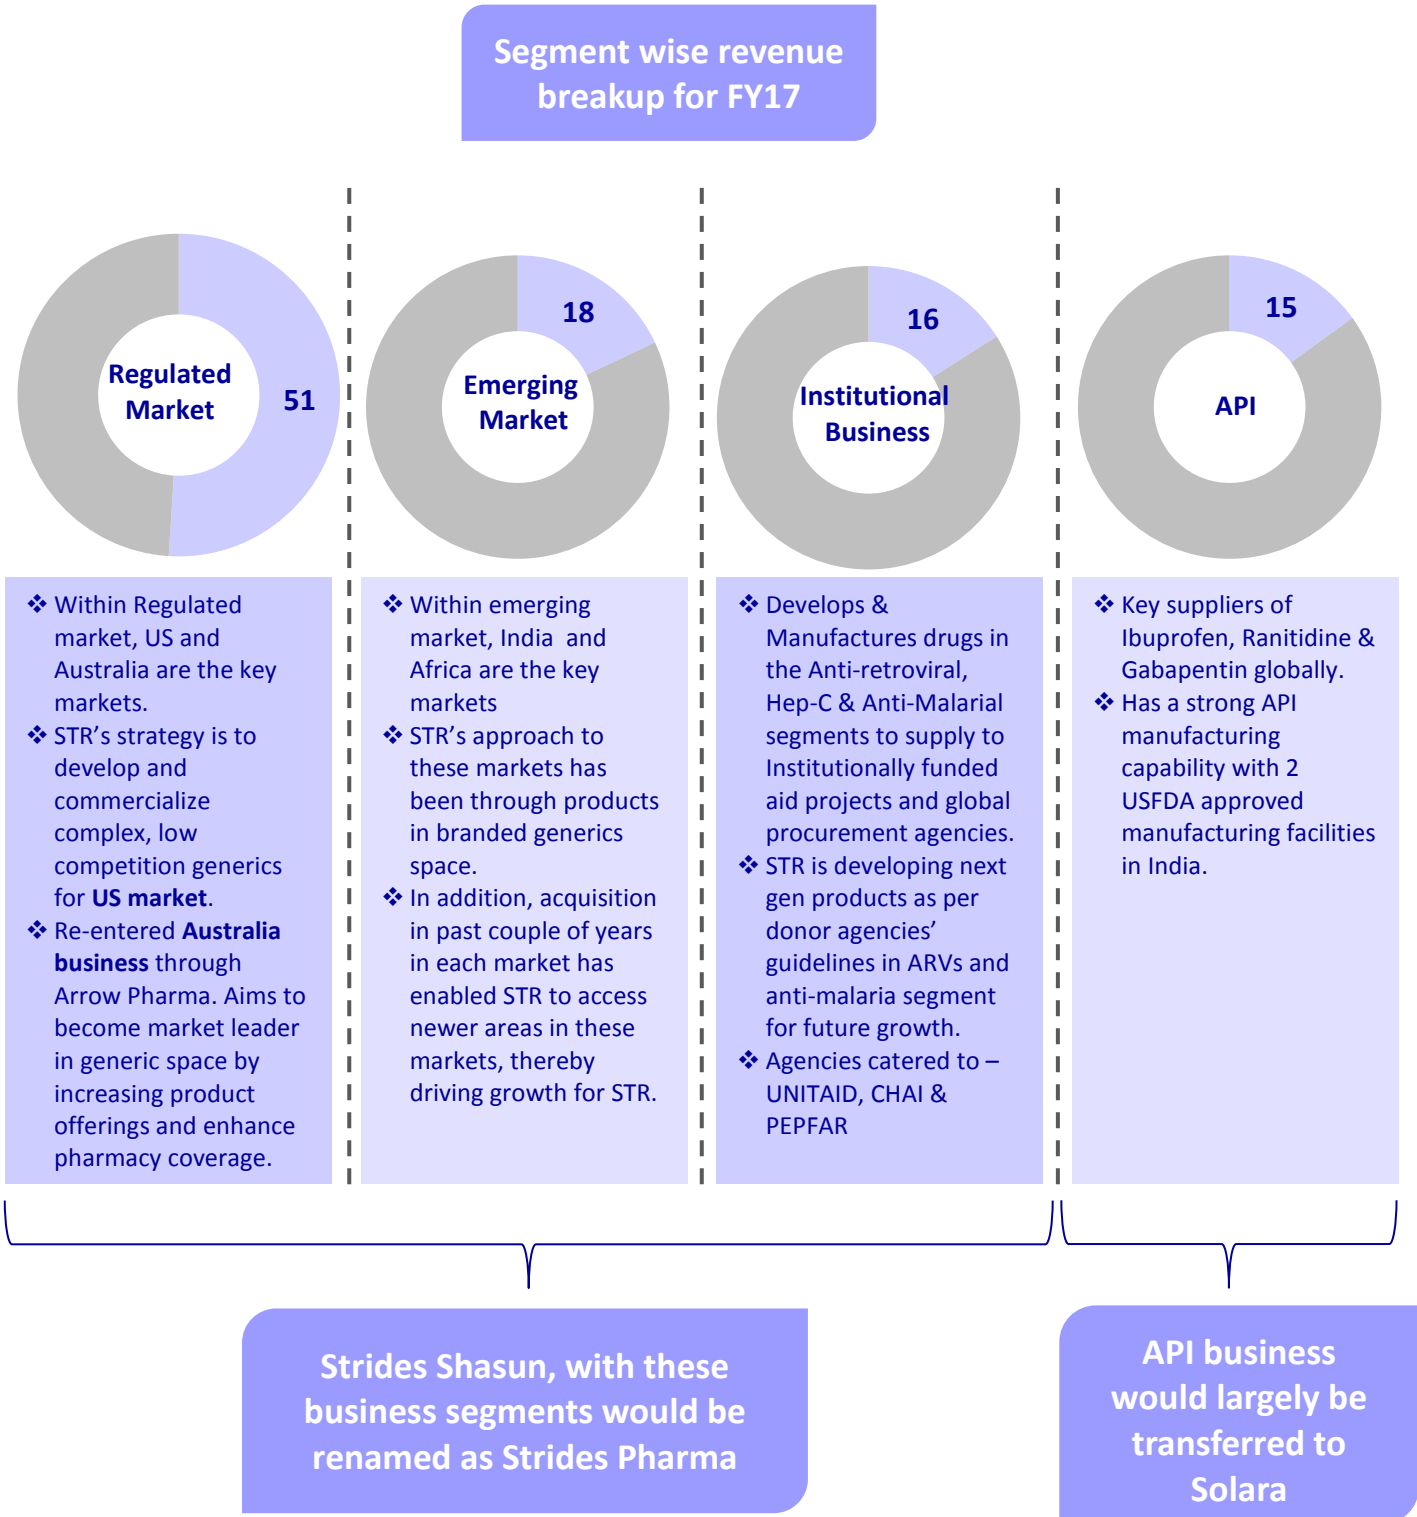 Segment wise revenue
breakup for FY17
Regulated
Market
51
Emerging
Market
18
Institutional
Business
16
API
15
❖ Within Regulated
market, US and
Australia are the key
markets.
❖ STR’s strategy is to
develop and
commercialize
complex, low
competition generics
for US market.
❖ Re-entered Australia
business through
Arrow Pharma. Aims to
become market leader
in generic space by
increasing product
offerings and enhance
pharmacy coverage.
❖ Within emerging
market, India and
Africa are the key
markets
❖ STR’s approach to
these markets has
been through products
in branded generics
space.
❖ In addition, acquisition
in past couple of years
in each market has
enabled STR to access
newer areas in these
markets, thereby
driving growth for STR.
❖ Develops &
Manufactures drugs in
the Anti-retroviral,
Hep-C & Anti-Malarial
segments to supply to
Institutionally funded
aid projects and global
procurement agencies.
❖ STR is developing next
gen products as per
donor agencies’
guidelines in ARVs and
anti-malaria segment
for future growth.
❖ Agencies catered to –
UNITAID, CHAI &
PEPFAR
❖ Key suppliers of
Ibuprofen, Ranitidine &
Gabapentin globally.
❖ Has a strong API
manufacturing
capability with 2
USFDA approved
manufacturing facilities
in India.
Strides Shasun, with these
business segments would be
renamed as Strides Pharma
API business
would largely be
transferred to
Solara